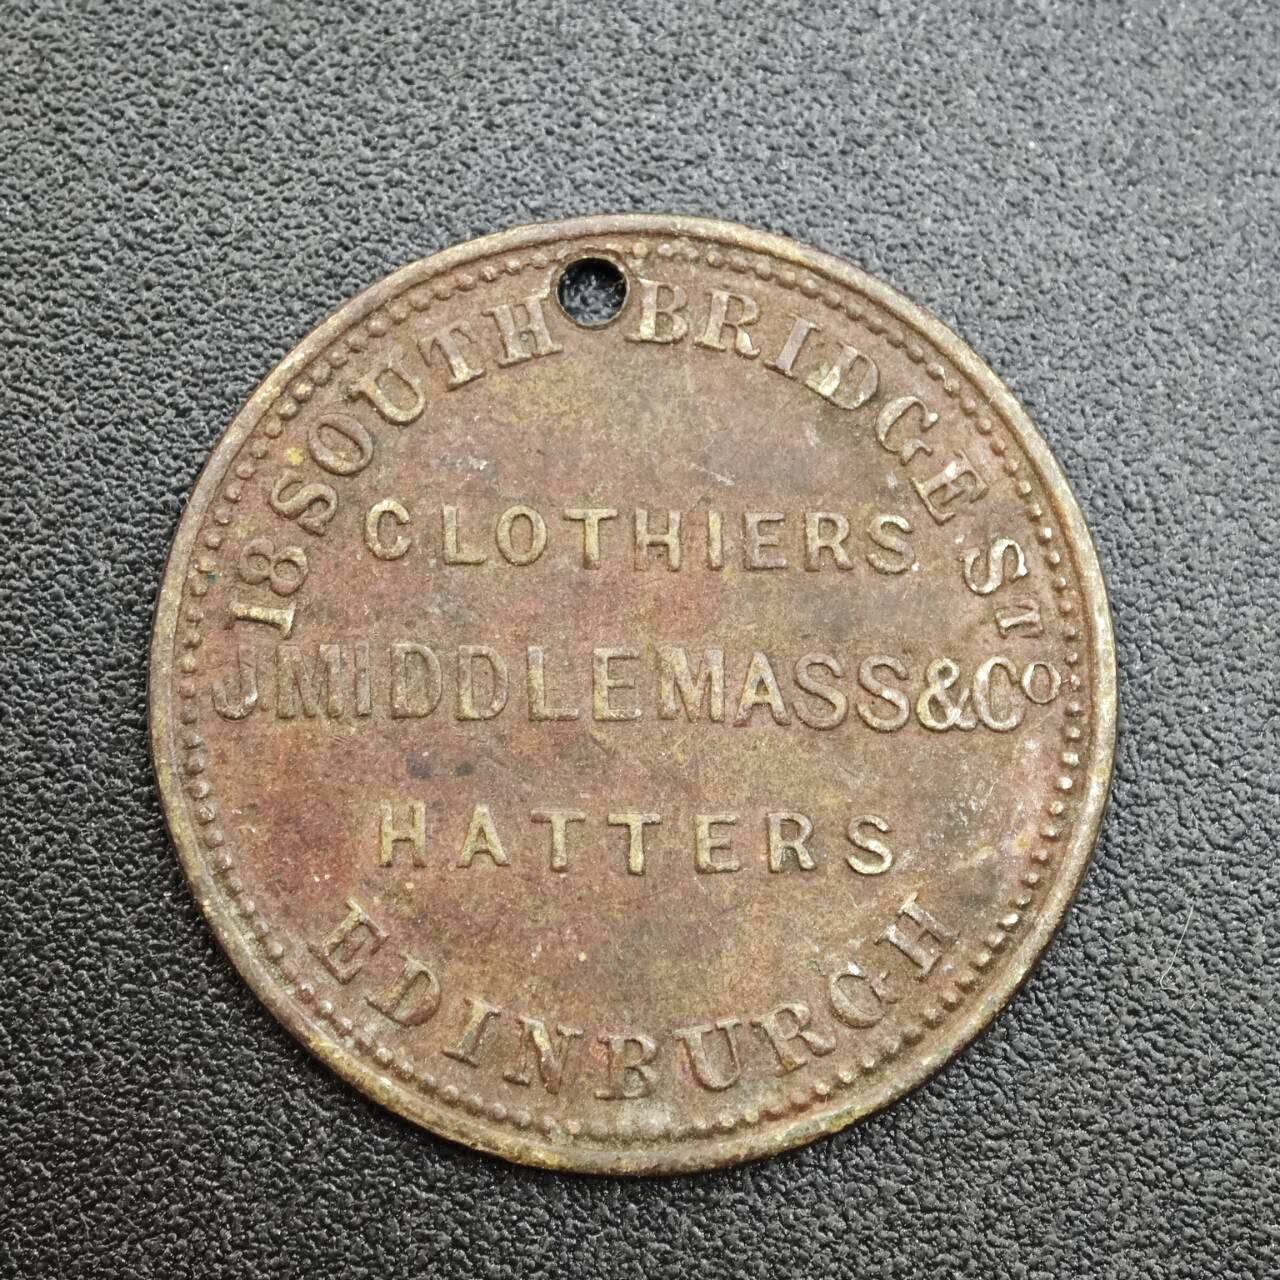 18 SOUTH BRIDGE ST
CLOTHIERS
J MIDDLEMASS & Co
HATTERS
EDINBURGH